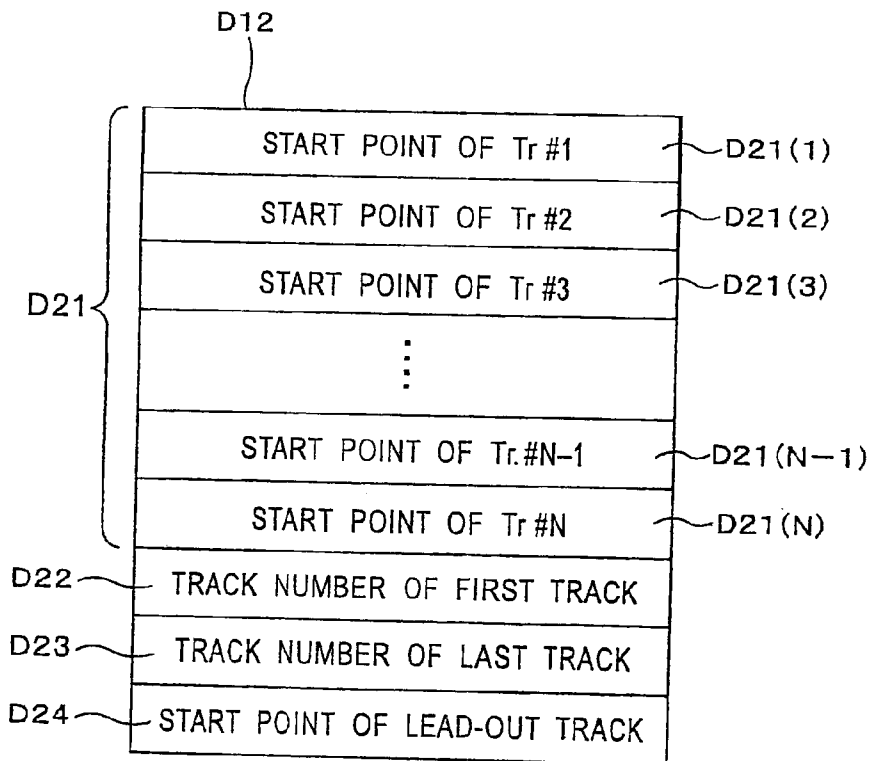 D12
START POINT OF Tr #1 D21(1)
START POINT OF Tr #2 D21(2)
START POINT OF Tr #3 D21(3)
D21
START POINT OF Tr.#N-1 D21(N-1)
START POINT OF Tr #N D21(N)
D22 TRACK NUMBER OF FIRST TRACK
D23 TRACK NUMBER OF LAST TRACK
D24 START POINT OF LEAD-OUT TRACK